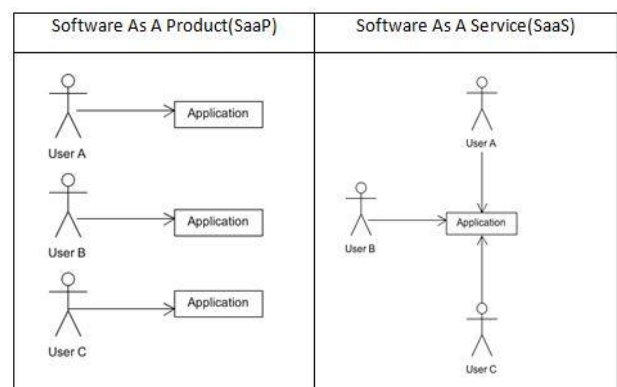 Software As A Product(SaaP)
Application
User A
Application
User B
Application
User C
Software As A Service(SaaS)
User A
Application
User B
User C